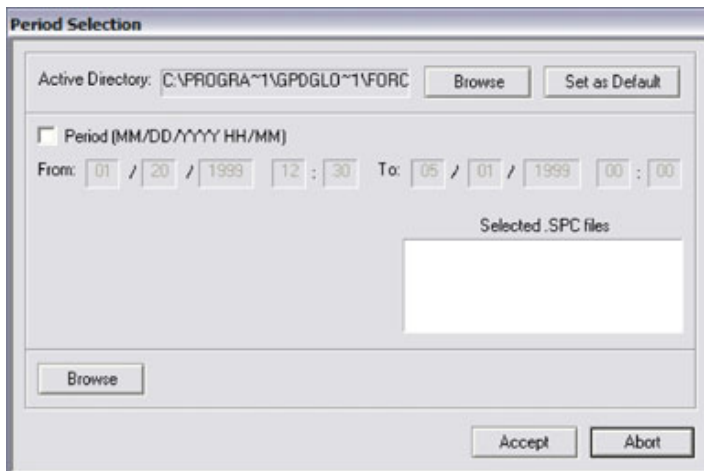 Period Selection
Active Directory: C:\PROGRA~1\GPDGLO~1\FORC Browse Set as Default
Period (MM/DD/YYYY HH/MM)
From: 01 / 20 / 1999 12 : 30 To: 05 / 01 / 1999 00 : 00
Selected .SPC files
Browse
Accept Abort